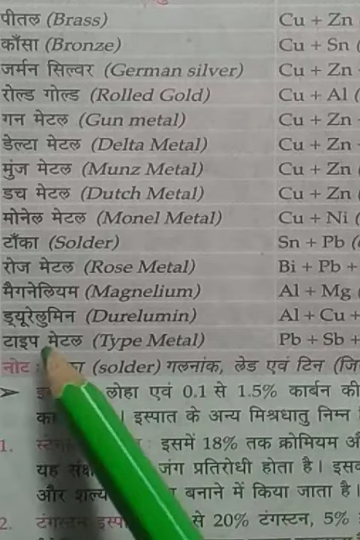 पीतल (Brass) Cu + Zn
काँसा (Bronze) Cu + Sn (
जर्मन सिल्वर (German silver) Cu + Zn
रोल्ड गोल्ड (Rolled Gold) Cu + Al (
गन मेटल (Gun metal) Cu + Zn
डेल्टा मेटल (Delta Metal) Cu + Zn
मुंज मेटल (Munz Metal) Cu + Zn (
डच मेटल (Dutch Metal) Cu + Zn (
मोनेल मेटल (Monel Metal) Cu + Ni (
टाँका (Solder) Sn + Pb (
रोज मेटल (Rose Metal) Bi + Pb +
मैगनेलियम (Magnelium) Al + Mg
ड्यूरेलुमिन (Durelumin) Al + Cu +
टाइप मेटल (Type Metal) Pb + Sb +
नोट : (solder) गलनांक, लेड एवं टिन (जि
लोहा एवं 0.1 से 1.5% कार्बन की
। इस्पात के अन्य मिश्रधातु निम्न
1. : इसमें 18% तक क्रोमियम औ
यह जंग प्रतिरोधी होता है। इसक
और शल्य बनाने में किया जाता है।
2. टंगस्टन इस्पा से 20% टंगस्टन, 5%